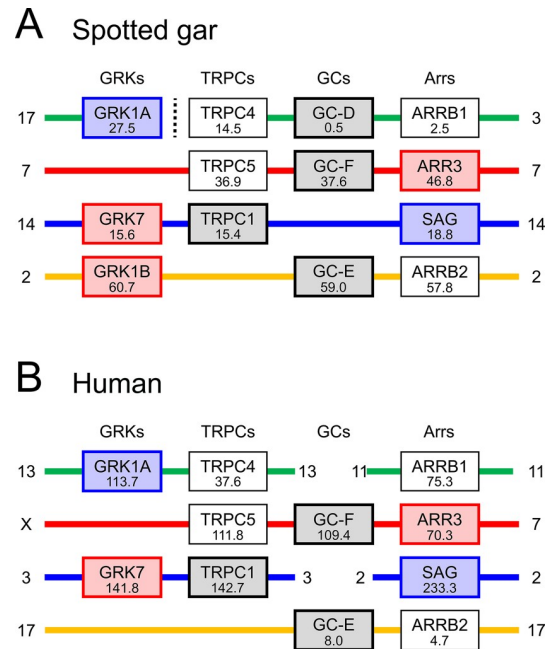 A Spotted gar
GRKs TRPCs GCs Arrs
17 GRK1A TRPC4 GC-D ARRB1 3
27.5 14.5 0.5 2.5
7 TRPC5 GC-F ARR3 7
36.9 37.6 46.8
14 GRK7 TRPC1 SAG 14
15.6 15.4 18.8
2 GRK1B GC-E ARRB2 2
60.7 59.0 57.8
B Human
GRKs TRPCs GCs Arrs
13 GRK1A TRPC4 13 11 ARRB1 11
113.7 37.6 75.3
X TRPC5 GC-F ARR3 7
111.8 109.4 70.3
3 GRK7 TRPC1 3 2 SAG 2
141.8 142.7 233.3
17 GC-E ARRB2 17
8.0 4.7